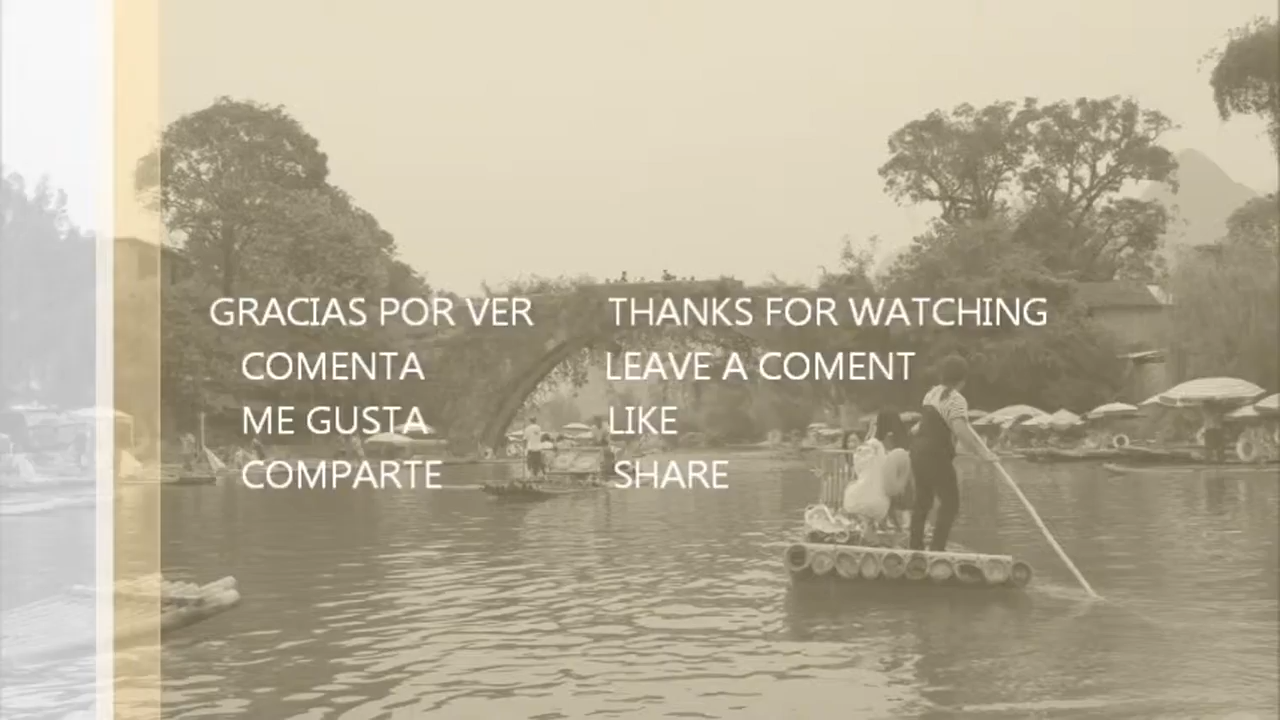 GRACIAS POR VER THANKS FOR WATCHING
COMENTA LEAVE A COMENT
ME GUSTA LIKE
COMPARTE SHARE